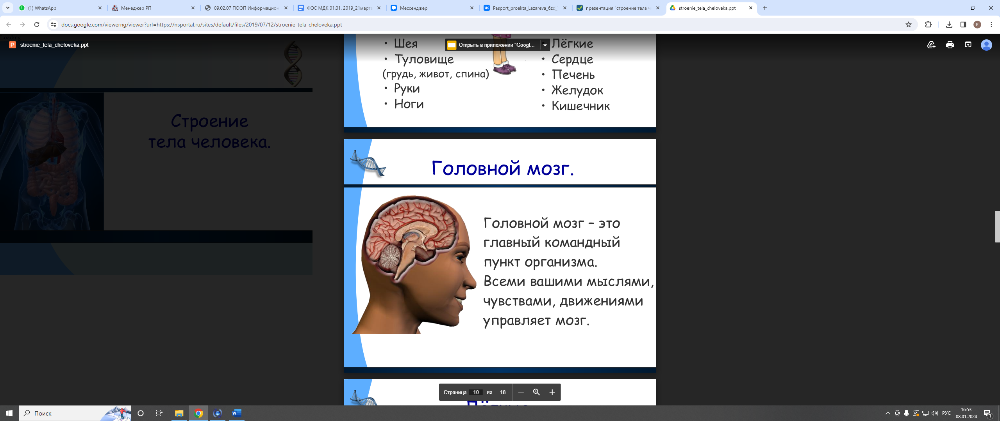 (1) WhatsApp
Менеджер РП
09.02.07 ПООП Информацион
ФОС МДК 01.01. 2019_21марта
Мессенджер
Pasport_proekta_Lazareva_6zd_
презентация "строение тела ч
stroenie_tela_cheloveka.ppt
docs.google.com/viewerng/viewer?url=https://nsportal.ru/sites/default/files/2019/07/12/stroenie_tela_cheloveka.ppt
E
Loading...
P
stroenie_tela_cheloveka.ppt
Открыть в приложении "Googl...
Строение
тела человека.
• Шея
• Туловище
(грудь, живот, спина)
• Руки
• Ноги
• Лёгкие
• Сердце
• Печень
• Желудок
• Кишечник
Головной мозг.
Головной мозг – это
главный командный
пункт организма.
Всеми вашими мыслями,
чувствами, движениями
управляет мозг.
Страница 10 из 18
Поиск
РУС
16:53
08.01.2024
1